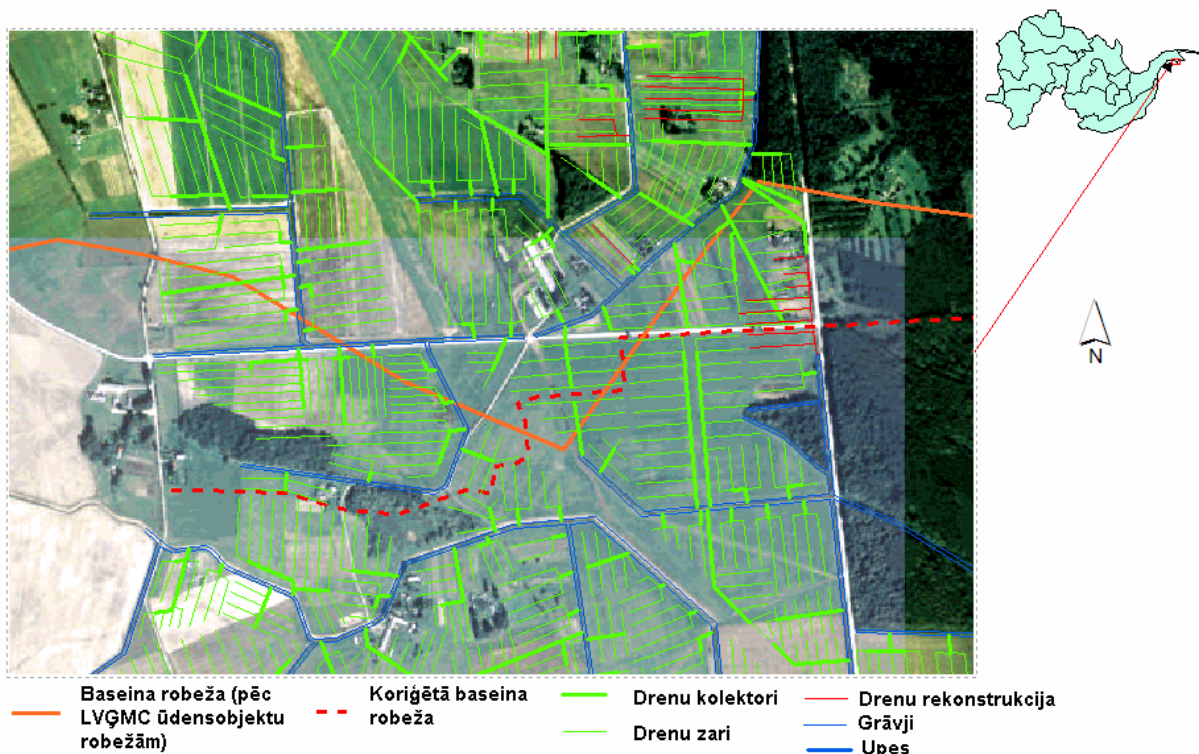 N
Baseina robeža (pēc
LVĢMC ūdensobjektu
robežām)
Koriģētā baseina
robeža
Drenu kolektori
Drenu zari
Drenu rekonstrukcija
Grāvji
Upes